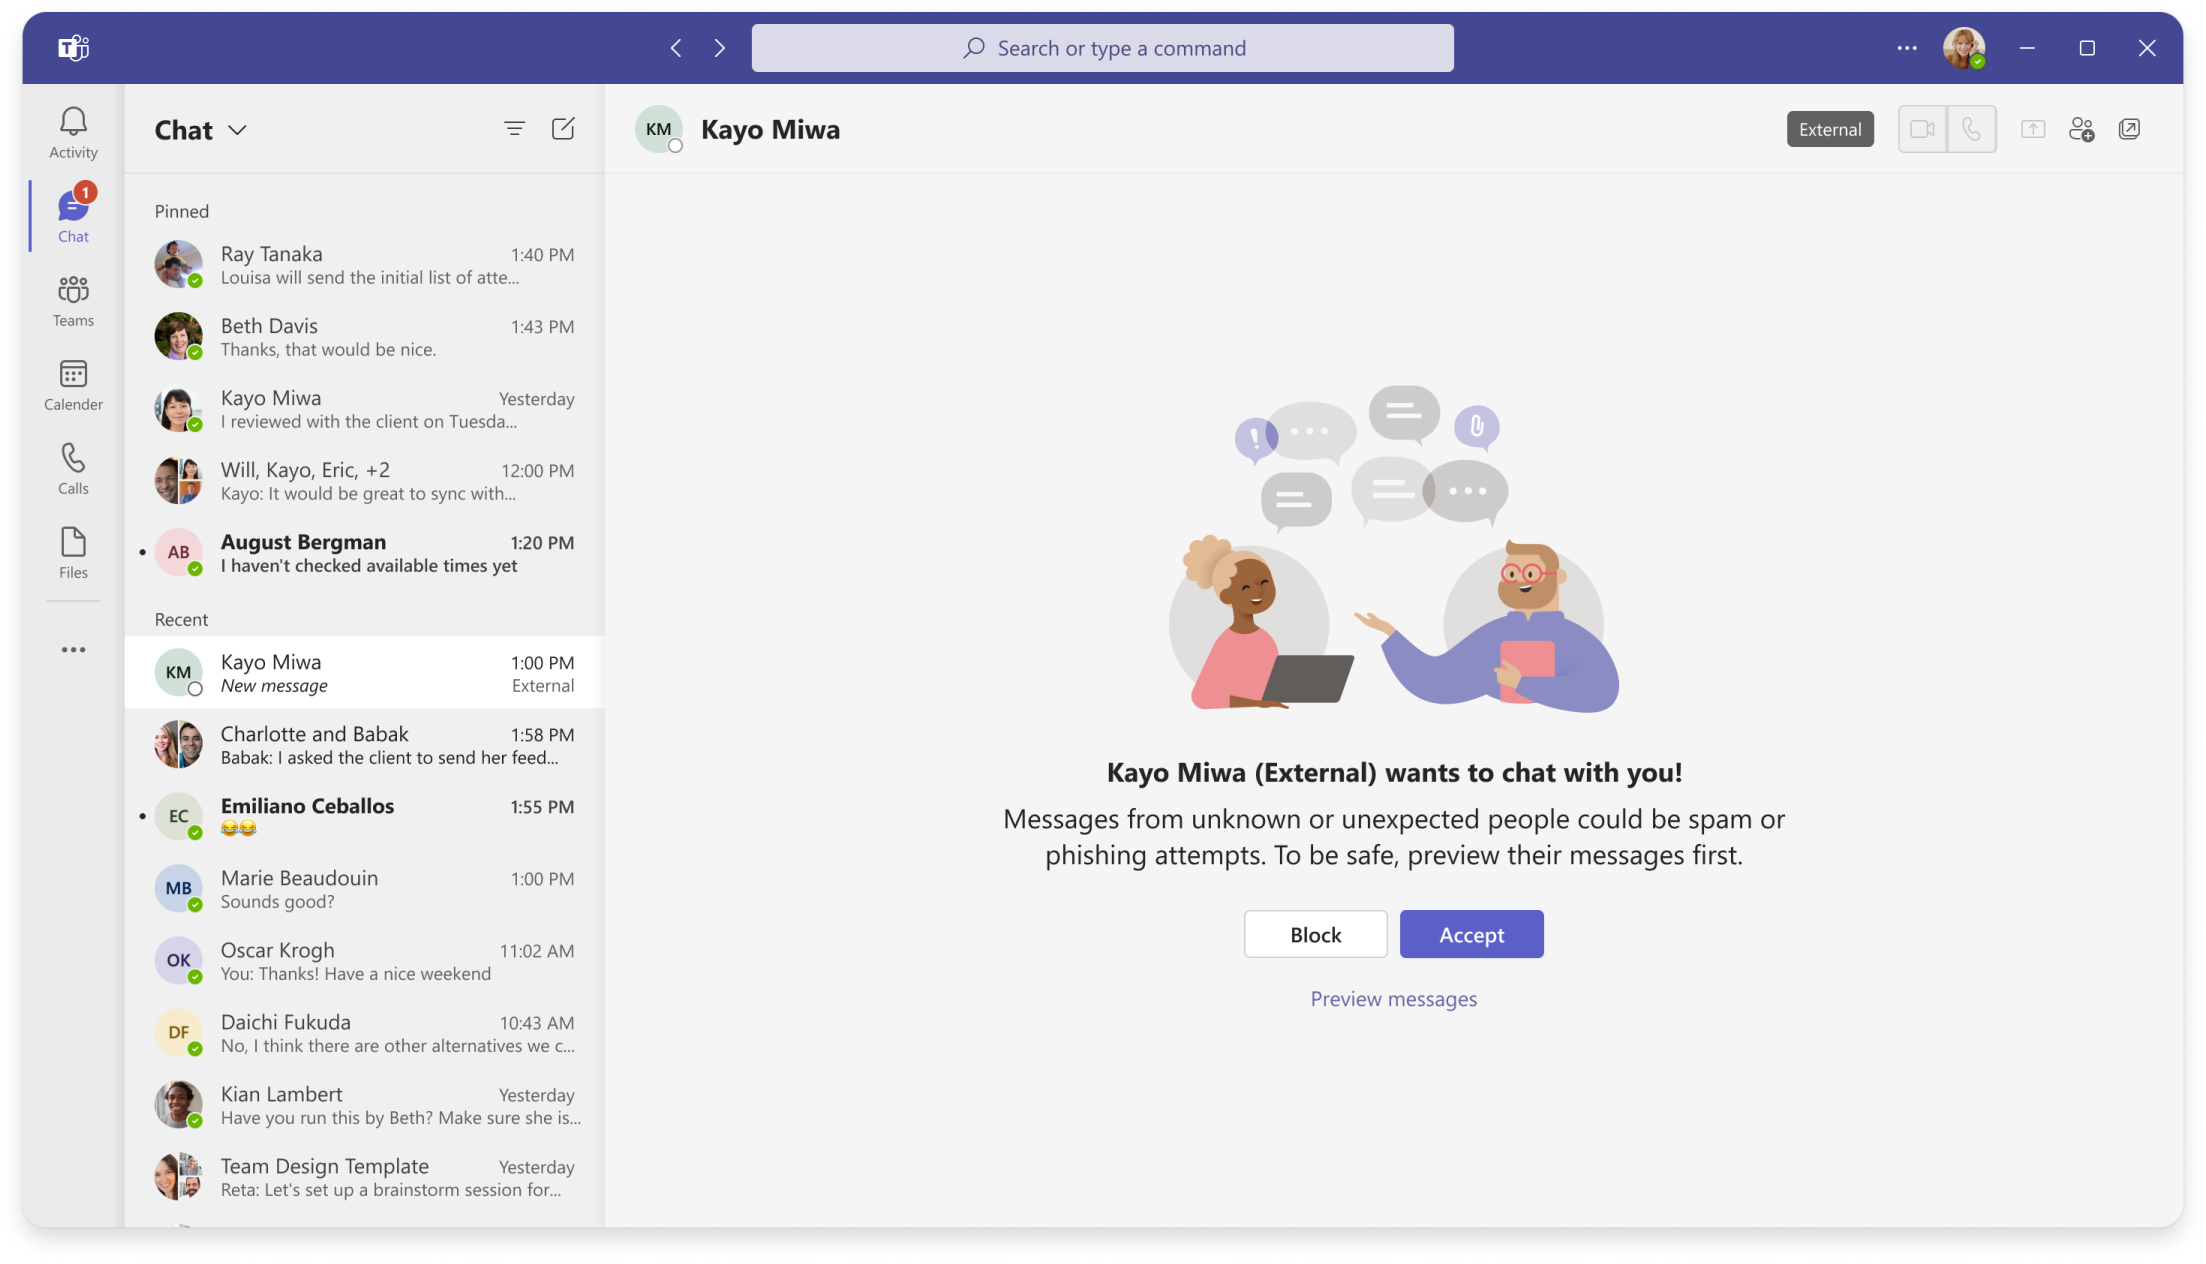 Search or type a command
Activity
1
Chat
Teams
Calender
Calls
Files
Chat
Pinned
Ray Tanaka 1:40 PM
Louisa will send the initial list of atte...
Beth Davis 1:43 PM
Thanks, that would be nice.
Kayo Miwa Yesterday
I reviewed with the client on Tuesda...
Will, Kayo, Eric, +2 12:00 PM
Kayo: It would be great to sync with...
AB August Bergman 1:20 PM
I haven't checked available times yet
Recent
KM Kayo Miwa 1:00 PM
New message External
Charlotte and Babak 1:58 PM
Babak: I asked the client to send her feed...
EC Emiliano Ceballos 1:55 PM
😂😂
MB Marie Beaudouin 1:00 PM
Sounds good?
OK Oscar Krogh 11:02 AM
You: Thanks! Have a nice weekend
DF Daichi Fukuda 10:43 AM
No, I think there are other alternatives we c...
Kian Lambert Yesterday
Have you run this by Beth? Make sure she is...
Team Design Template Yesterday
Reta: Let's set up a brainstorm session for...
KM Kayo Miwa External
Kayo Miwa (External) wants to chat with you!
Messages from unknown or unexpected people could be spam or
phishing attempts. To be safe, preview their messages first.
Block Accept
Preview messages